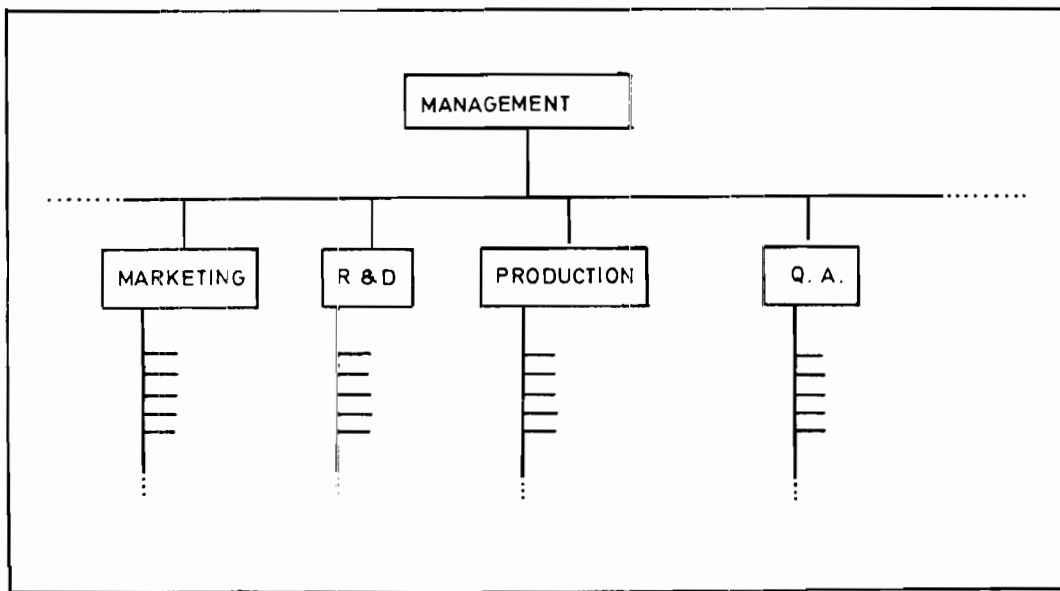 MANAGEMENT
MARKETING
R & D
PRODUCTION
Q. A.